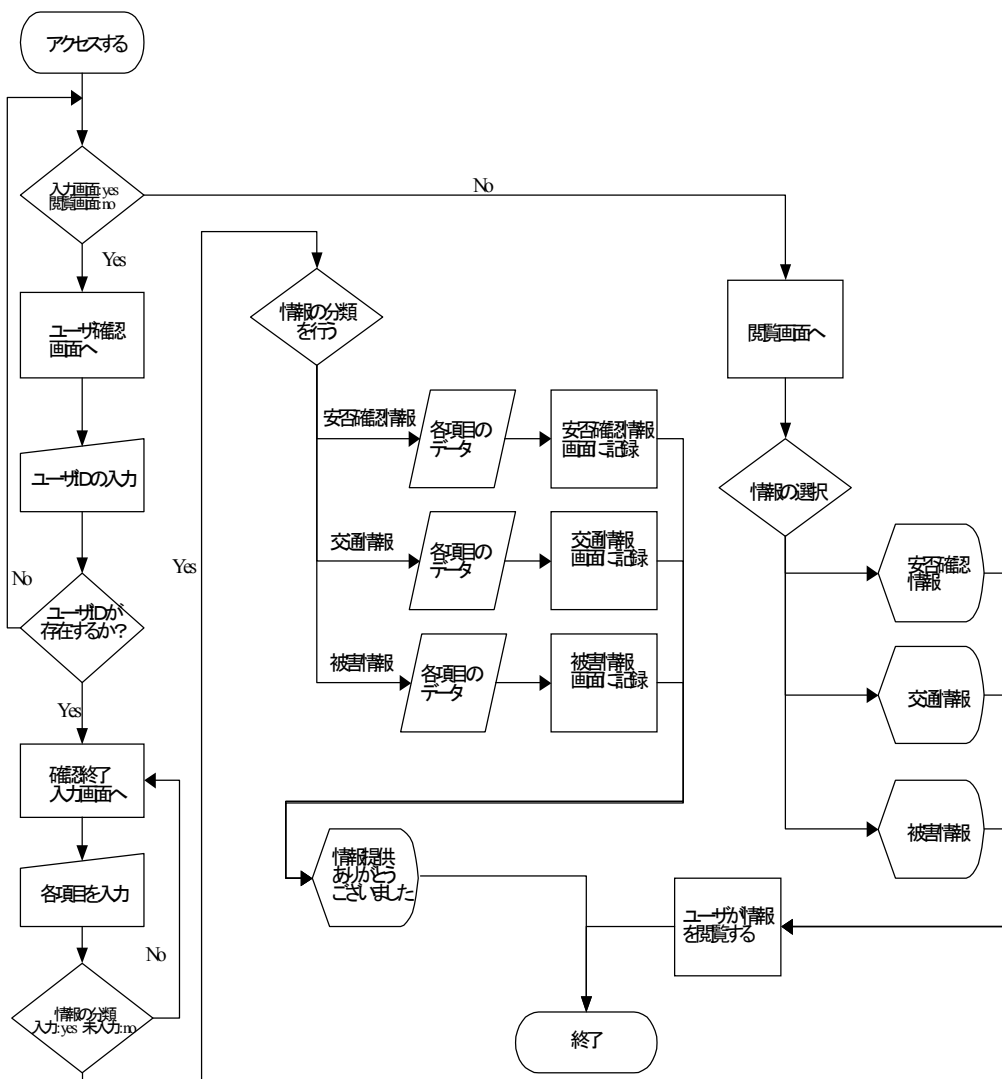 アクセスする
入力画面:yes
閲覧画面:no
No
Yes
ユーザ確認
画面へ
ユーザIDの入力
ユーザIDが
存在するか?
No
Yes
確認終了
入力画面へ
各項目を入力
No
情報の分類
入力:yes 未入力:no
Yes
情報の分類
を行う
安否確認情報
各項目の
データ
安否確認情報
画面に記録
交通情報
各項目の
データ
交通情報
画面に記録
被害情報
各項目の
データ
被害情報
画面に記録
情報提供
ありがとう
ございました
閲覧画面へ
情報の選択
安否確認
情報
交通情報
被害情報
ユーザが情報
を閲覧する
終了